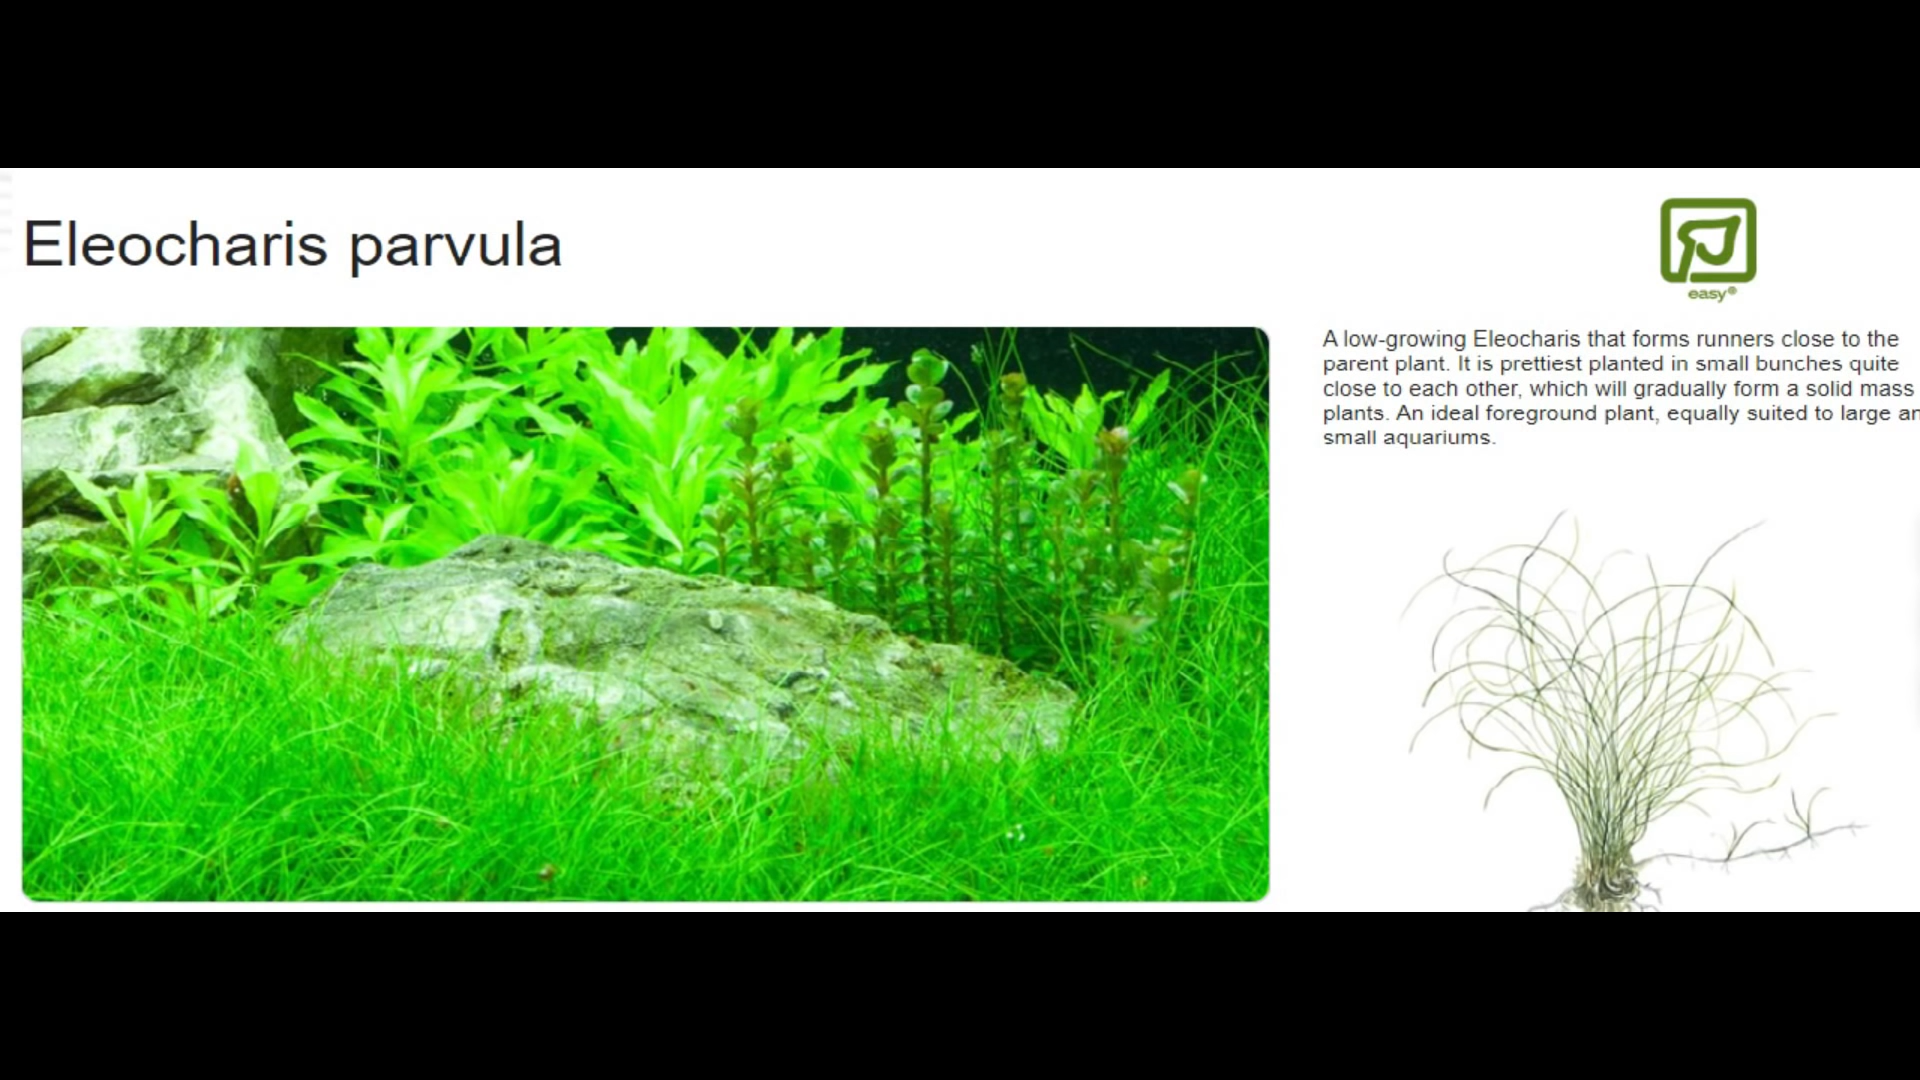 Eleocharis parvula
easy®
A low-growing Eleocharis that forms runners close to the
parent plant. It is prettiest planted in small bunches quite
close to each other, which will gradually form a solid mass
plants. An ideal foreground plant, equally suited to large
small aquariums.